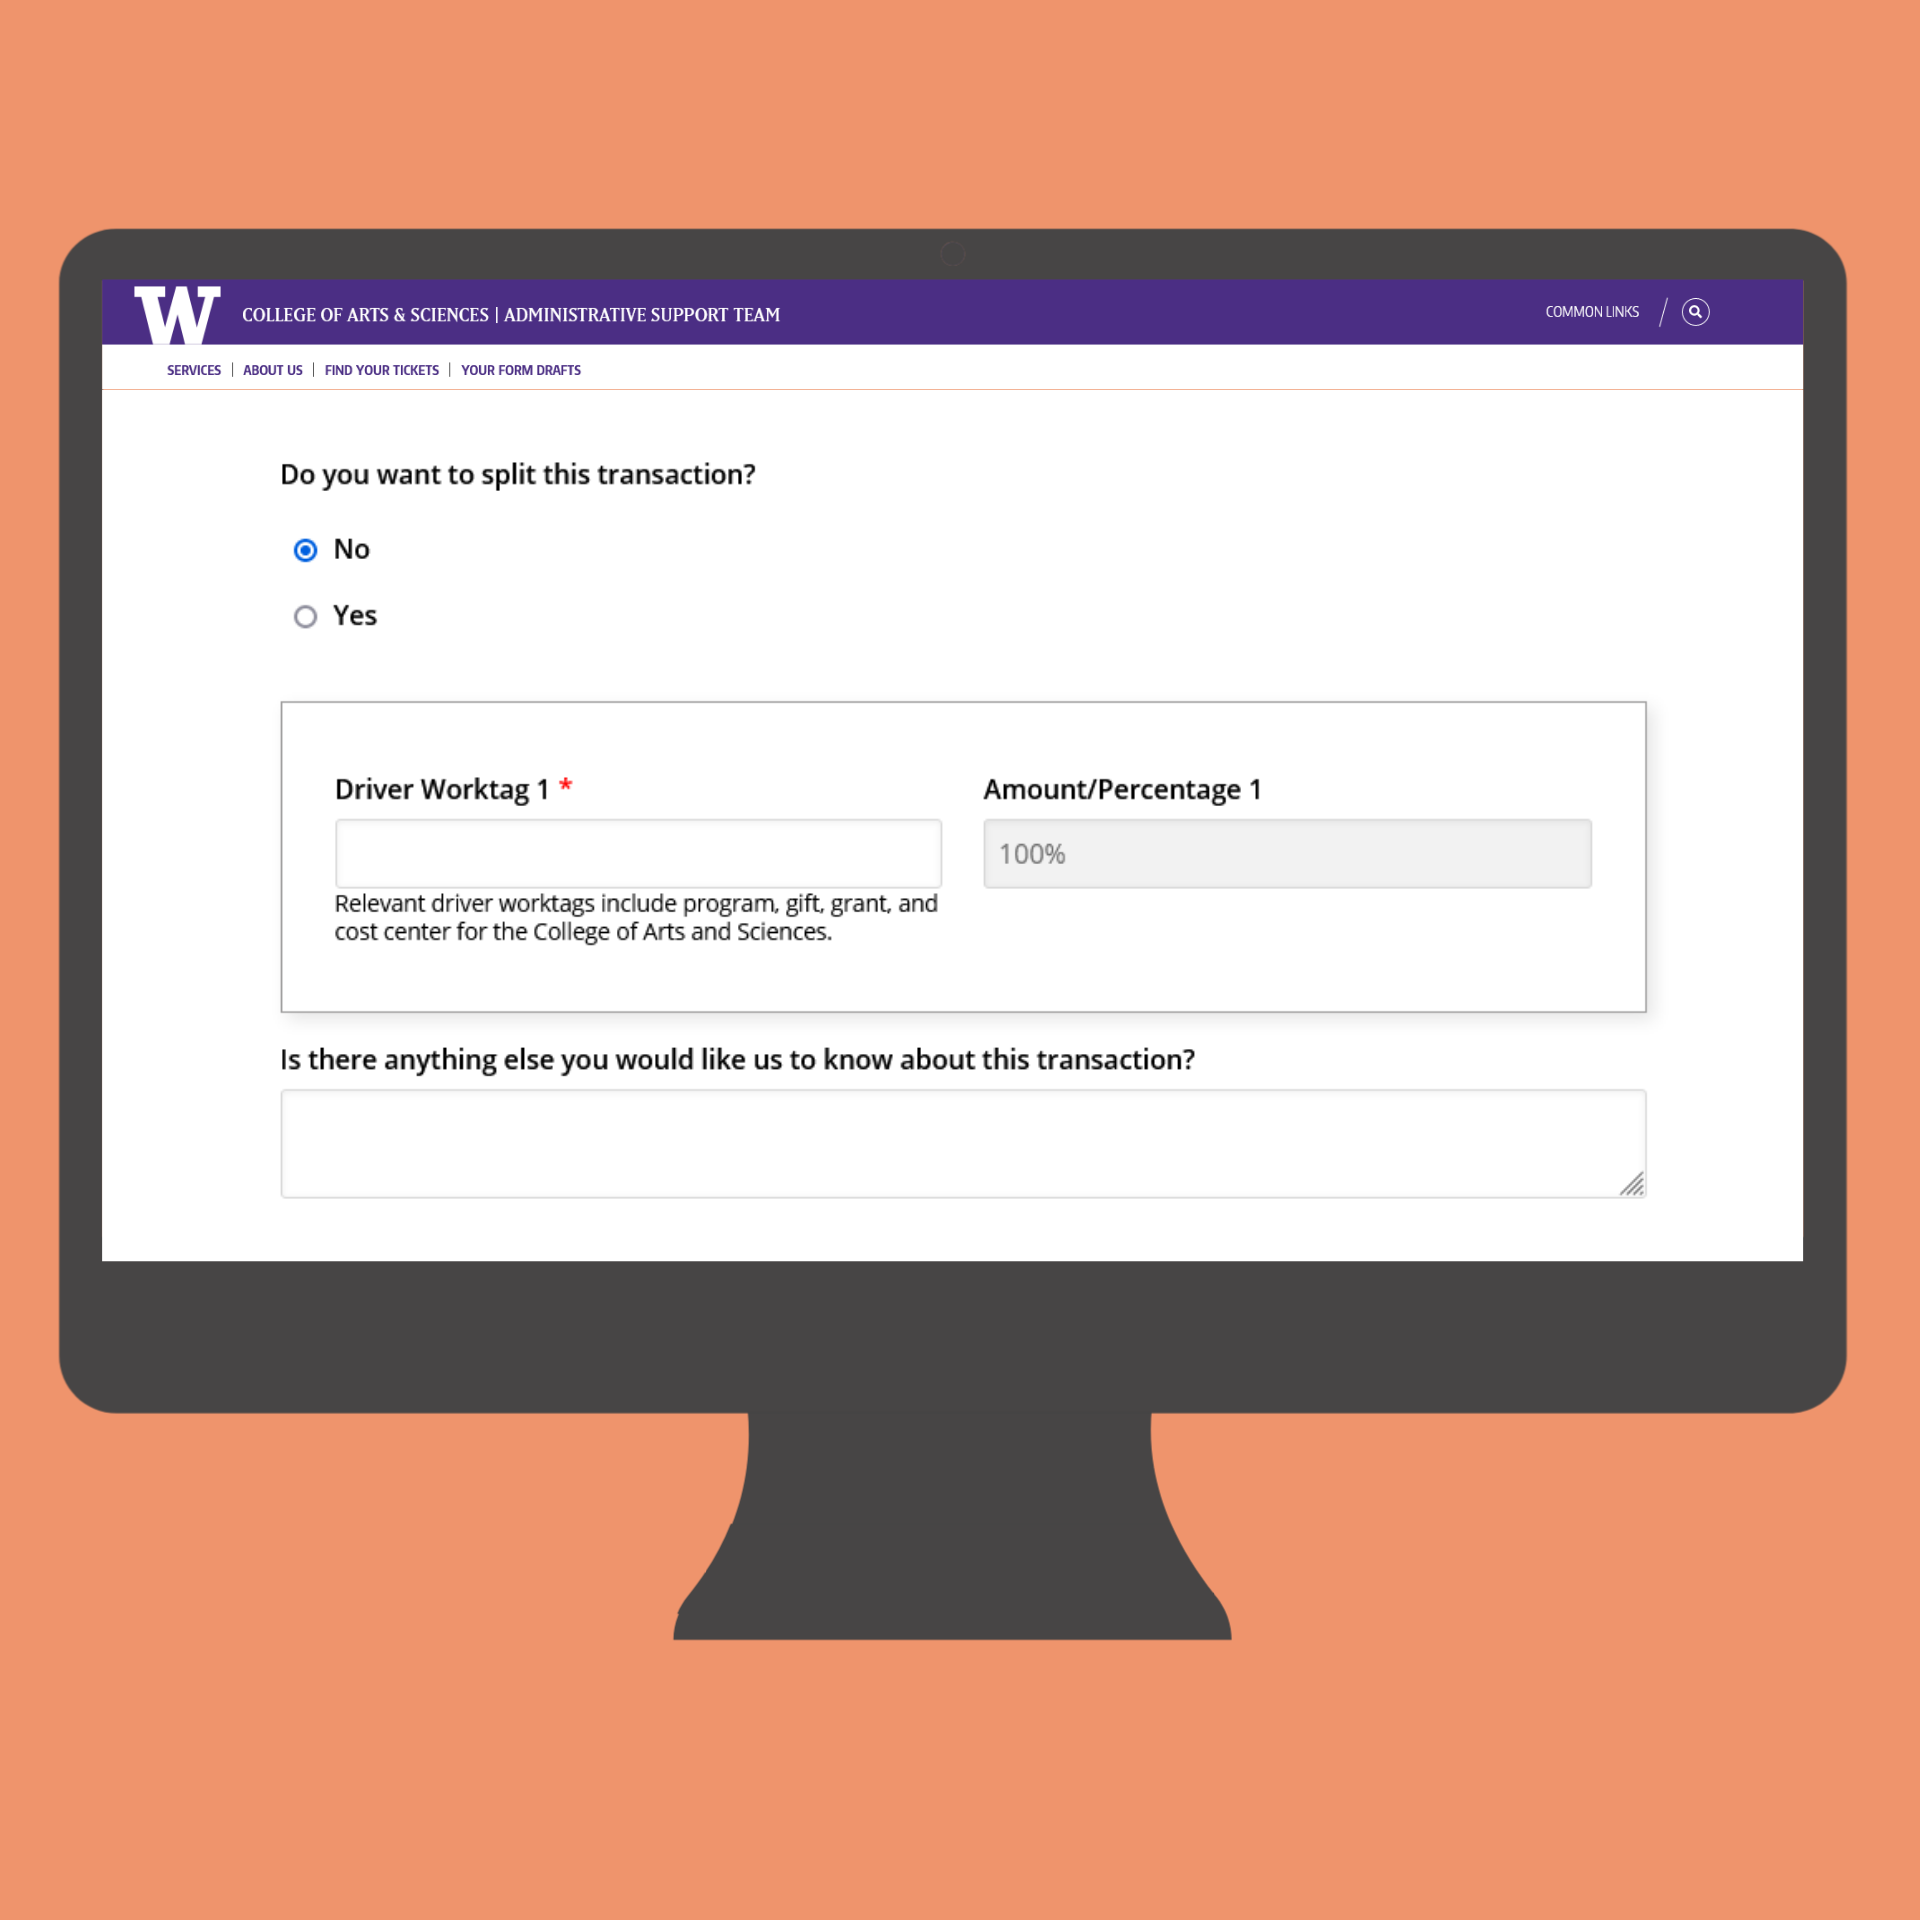 W
COLLEGE OF ARTS & SCIENCES | ADMINISTRATIVE SUPPORT TEAM
COMMON LINKS
SERVICES | ABOUT US | FIND YOUR TICKETS | YOUR FORM DRAFTS
Do you want to split this transaction?
No
Yes
Driver Worktag 1 *
Amount/Percentage 1
100%
Relevant driver worktags include program, gift, grant, and
cost center for the College of Arts and Sciences.
Is there anything else you would like us to know about this transaction?